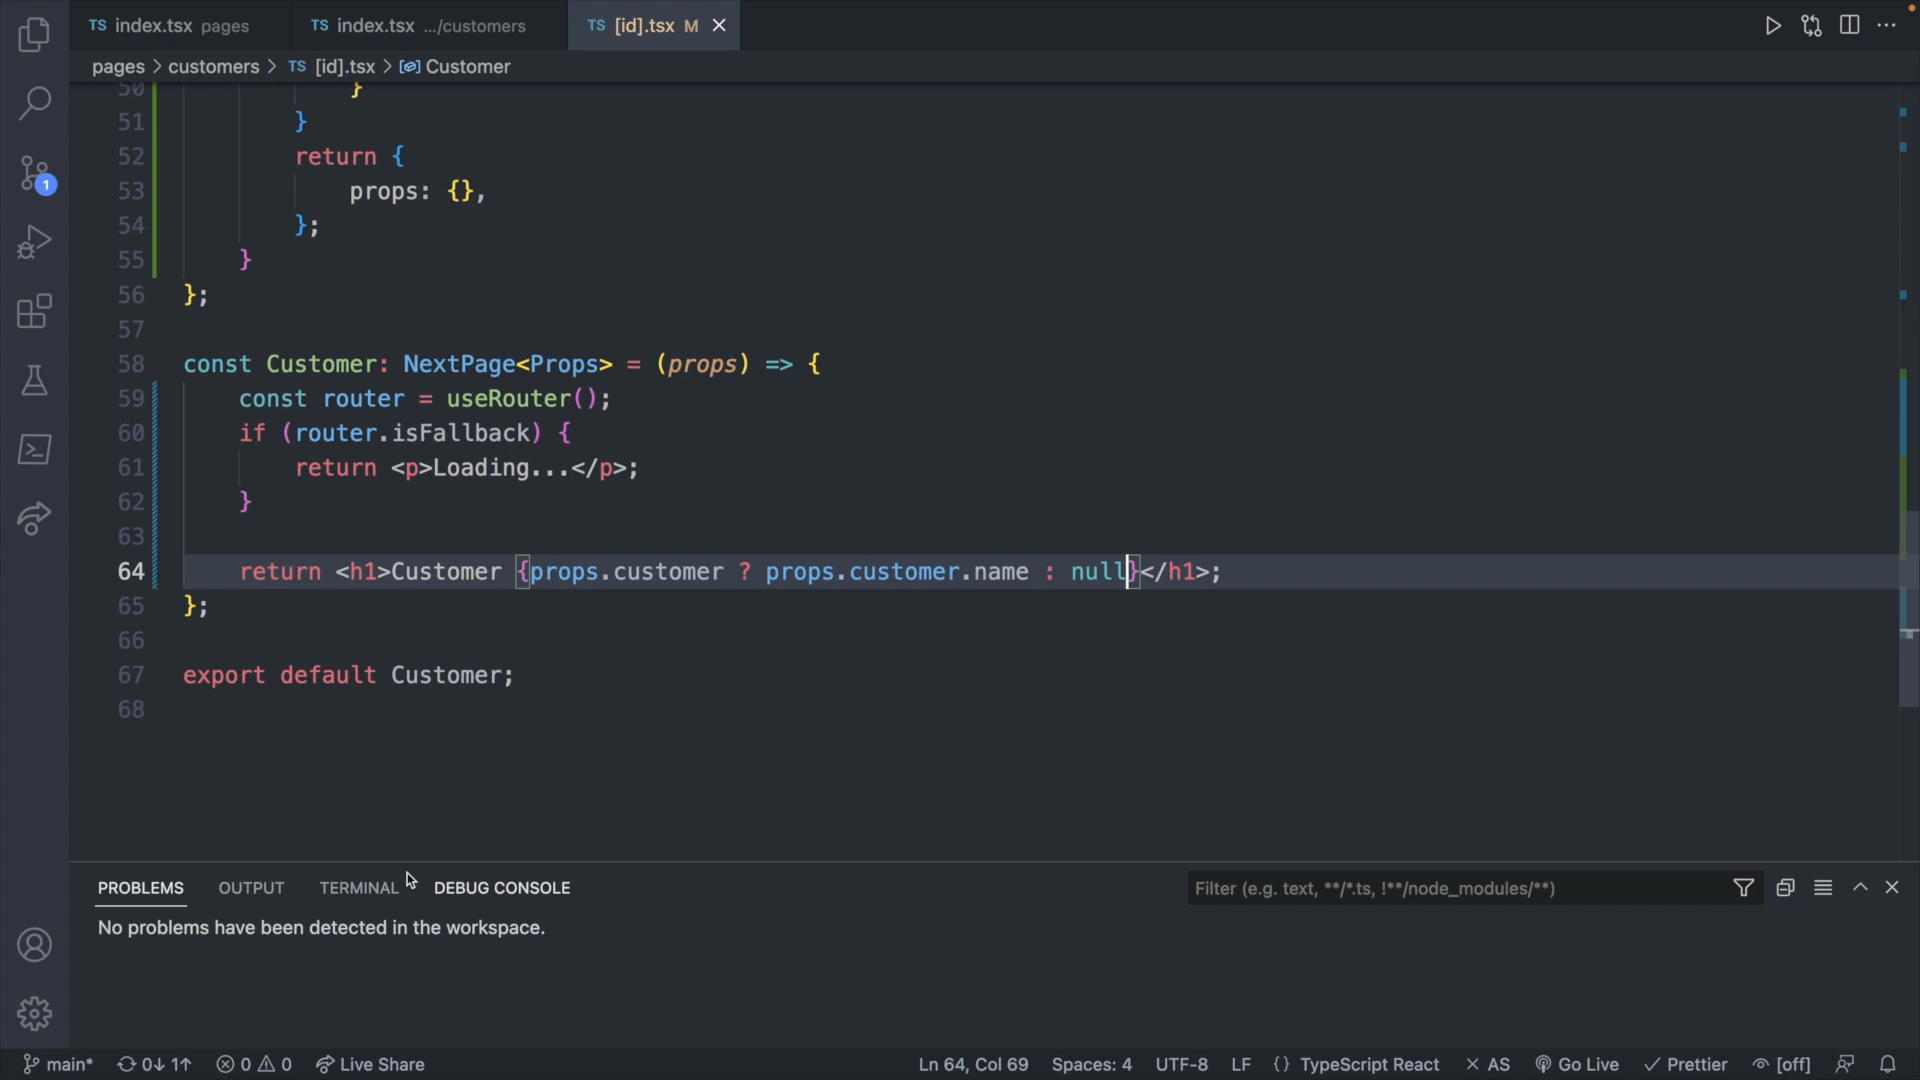 TS index.tsx pages TS index.tsx .../customers TS [id].tsx M
pages > customers > TS [id].tsx > Customer
50 }
51 }
52 return {
53 props: {},
54 };
55 }
56 };
57
58 const Customer: NextPage<Props> = (props) => {
59 const router = useRouter();
60 if (router.isFallback) {
61 return <p>Loading...</p>;
62 }
63
64 return <h1>Customer {props.customer ? props.customer.name : null}</h1>;
65 };
66
67 export default Customer;
68
1
PROBLEMS OUTPUT TERMINAL DEBUG CONSOLE Filter (e.g. text, **/*.ts, !**/node_modules/**)
No problems have been detected in the workspace.
main* 0↓ 1↑ 0 0 Live Share Ln 64, Col 69 Spaces: 4 UTF-8 LF {} TypeScript React × AS Go Live ✓ Prettier [off]